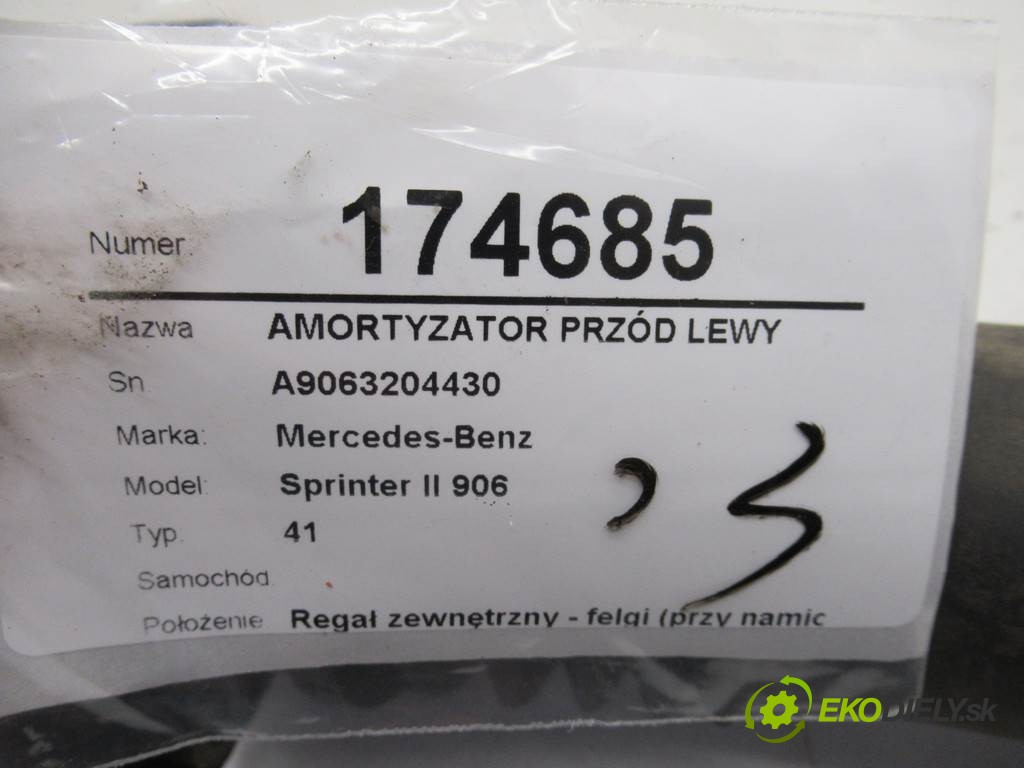 Numer: 174685
Nazwa AMORTYZATOR PRZÓD LEWY
Sn A9063204430
Marka: Mercedes-Benz
Model: Sprinter II 906
Typ: 41
Samochód
Położenie Regał zewnętrzny - felgi (przy namic
EKODIELY.sk